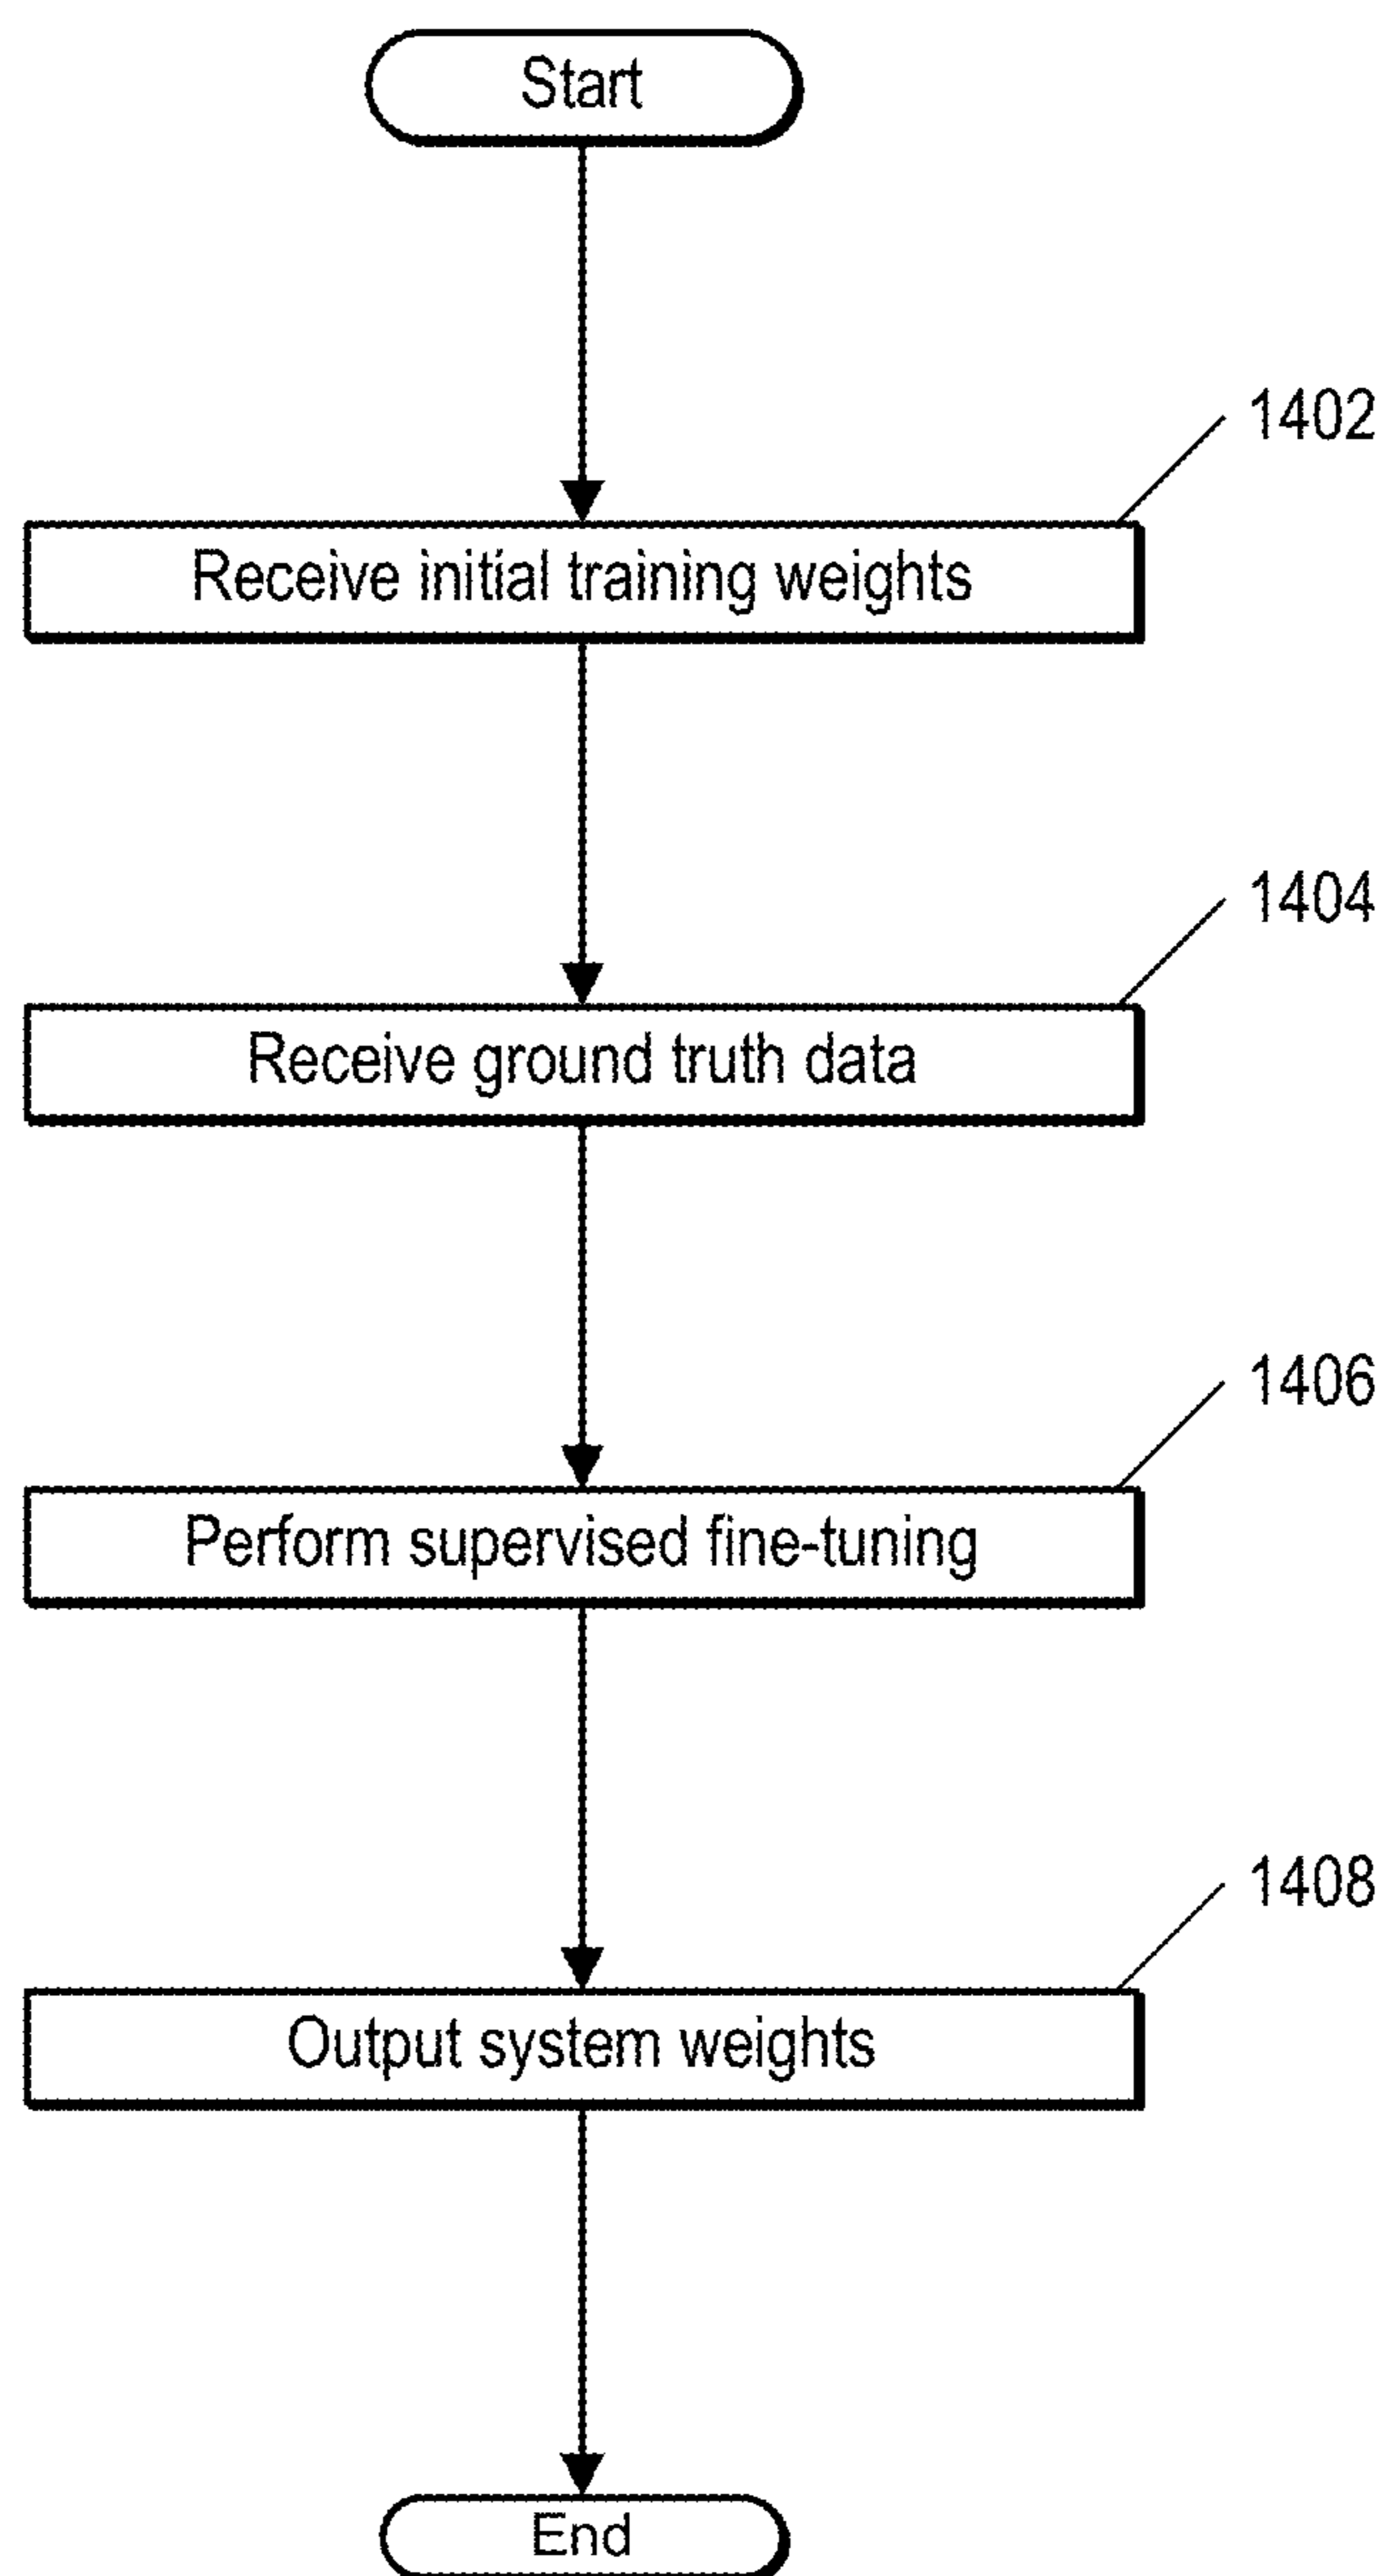 Start
1402
Receive initial training weights
1404
Receive ground truth data
1406
Perform supervised fine-tuning
1408
Output system weights
End